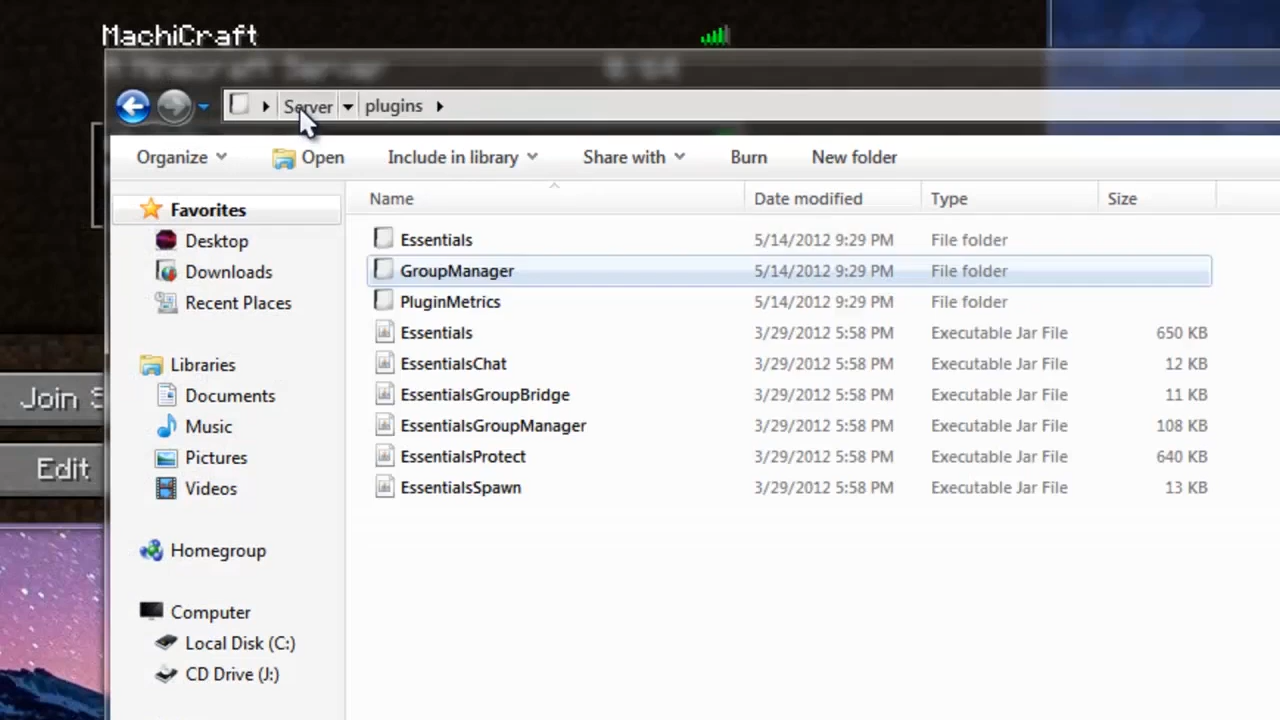 MachiCraft
A Minecraft Server
Server plugins
Organize Open Include in library Share with Burn New folder
Name Date modified Type Size
Favorites
Desktop
Downloads
Recent Places
Libraries
Documents
Music
Pictures
Videos
Homegroup
Computer
Local Disk (C:)
CD Drive (J:)
Essentials 5/14/2012 9:29 PM File folder
GroupManager 5/14/2012 9:29 PM File folder
PluginMetrics 5/14/2012 9:29 PM File folder
Essentials 3/29/2012 5:58 PM Executable Jar File 650 KB
EssentialsChat 3/29/2012 5:58 PM Executable Jar File 12 KB
EssentialsGroupBridge 3/29/2012 5:58 PM Executable Jar File 11 KB
EssentialsGroupManager 3/29/2012 5:58 PM Executable Jar File 108 KB
EssentialsProtect 3/29/2012 5:58 PM Executable Jar File 640 KB
EssentialsSpawn 3/29/2012 5:58 PM Executable Jar File 13 KB
Join S
Edit